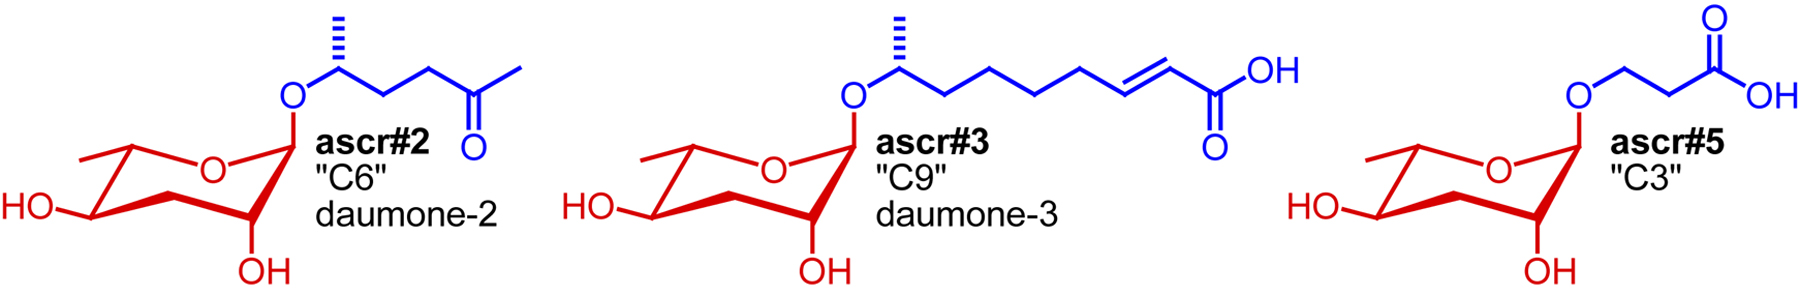 O
O
ascr#2
"C6"
daumone-2
O
HO
OH
O
OH
O
ascr#3
"C9"
daumone-3
O
HO
OH
O
O
OH
ascr#5
"C3"
O
HO
OH